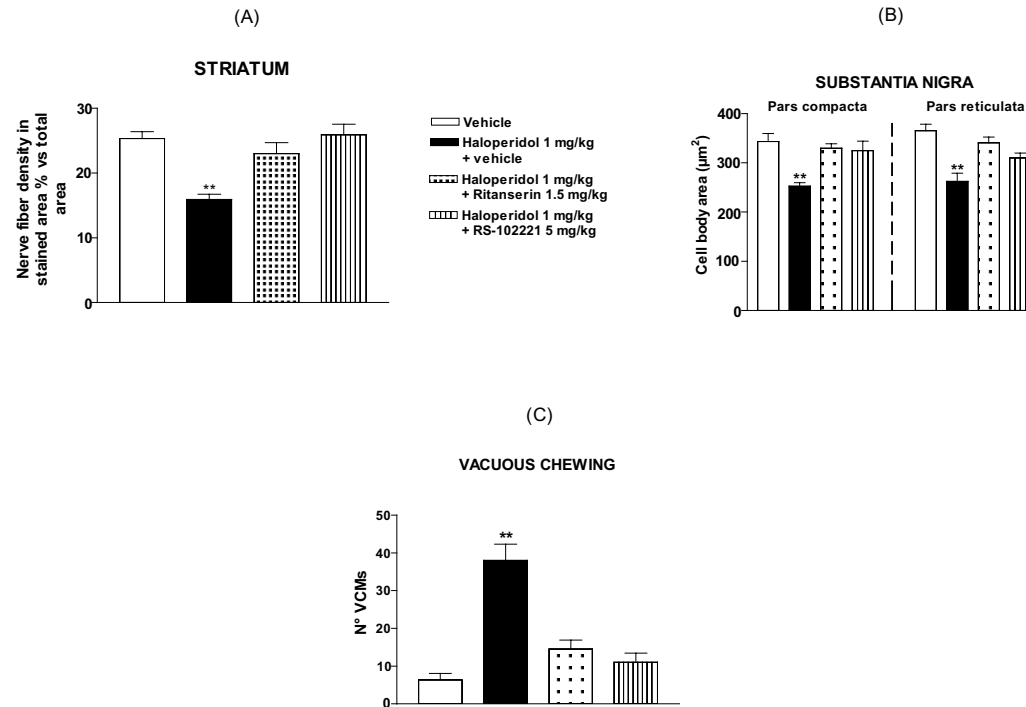 (A)
STRIATUM
Nerve fiber density in
stained area % vs total
area
30
20
10
0
**
Vehicle
Haloperidol 1 mg/kg
+ vehicle
Haloperidol 1 mg/kg
+ Ritanserin 1.5 mg/kg
Haloperidol 1 mg/kg
+ RS-102221 5 mg/kg
(B)
SUBSTANTIA NIGRA
Pars compacta
Pars reticulata
Cell body area (µm²)
400
300
200
100
0
**
**
(C)
VACUOUS CHEWING
N° VCMs
50
40
30
20
10
0
**